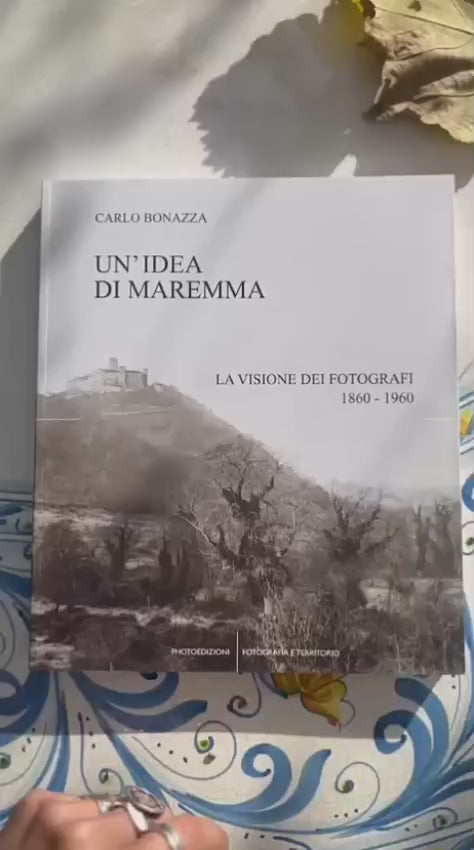 CARLO BONAZZA
UN'IDEA
DI MAREMMA
LA VISIONE DEI FOTOGRAFI
1860 - 1960
PHOTOEDIZIONI FOTOGRAFIA E TERRITORIO